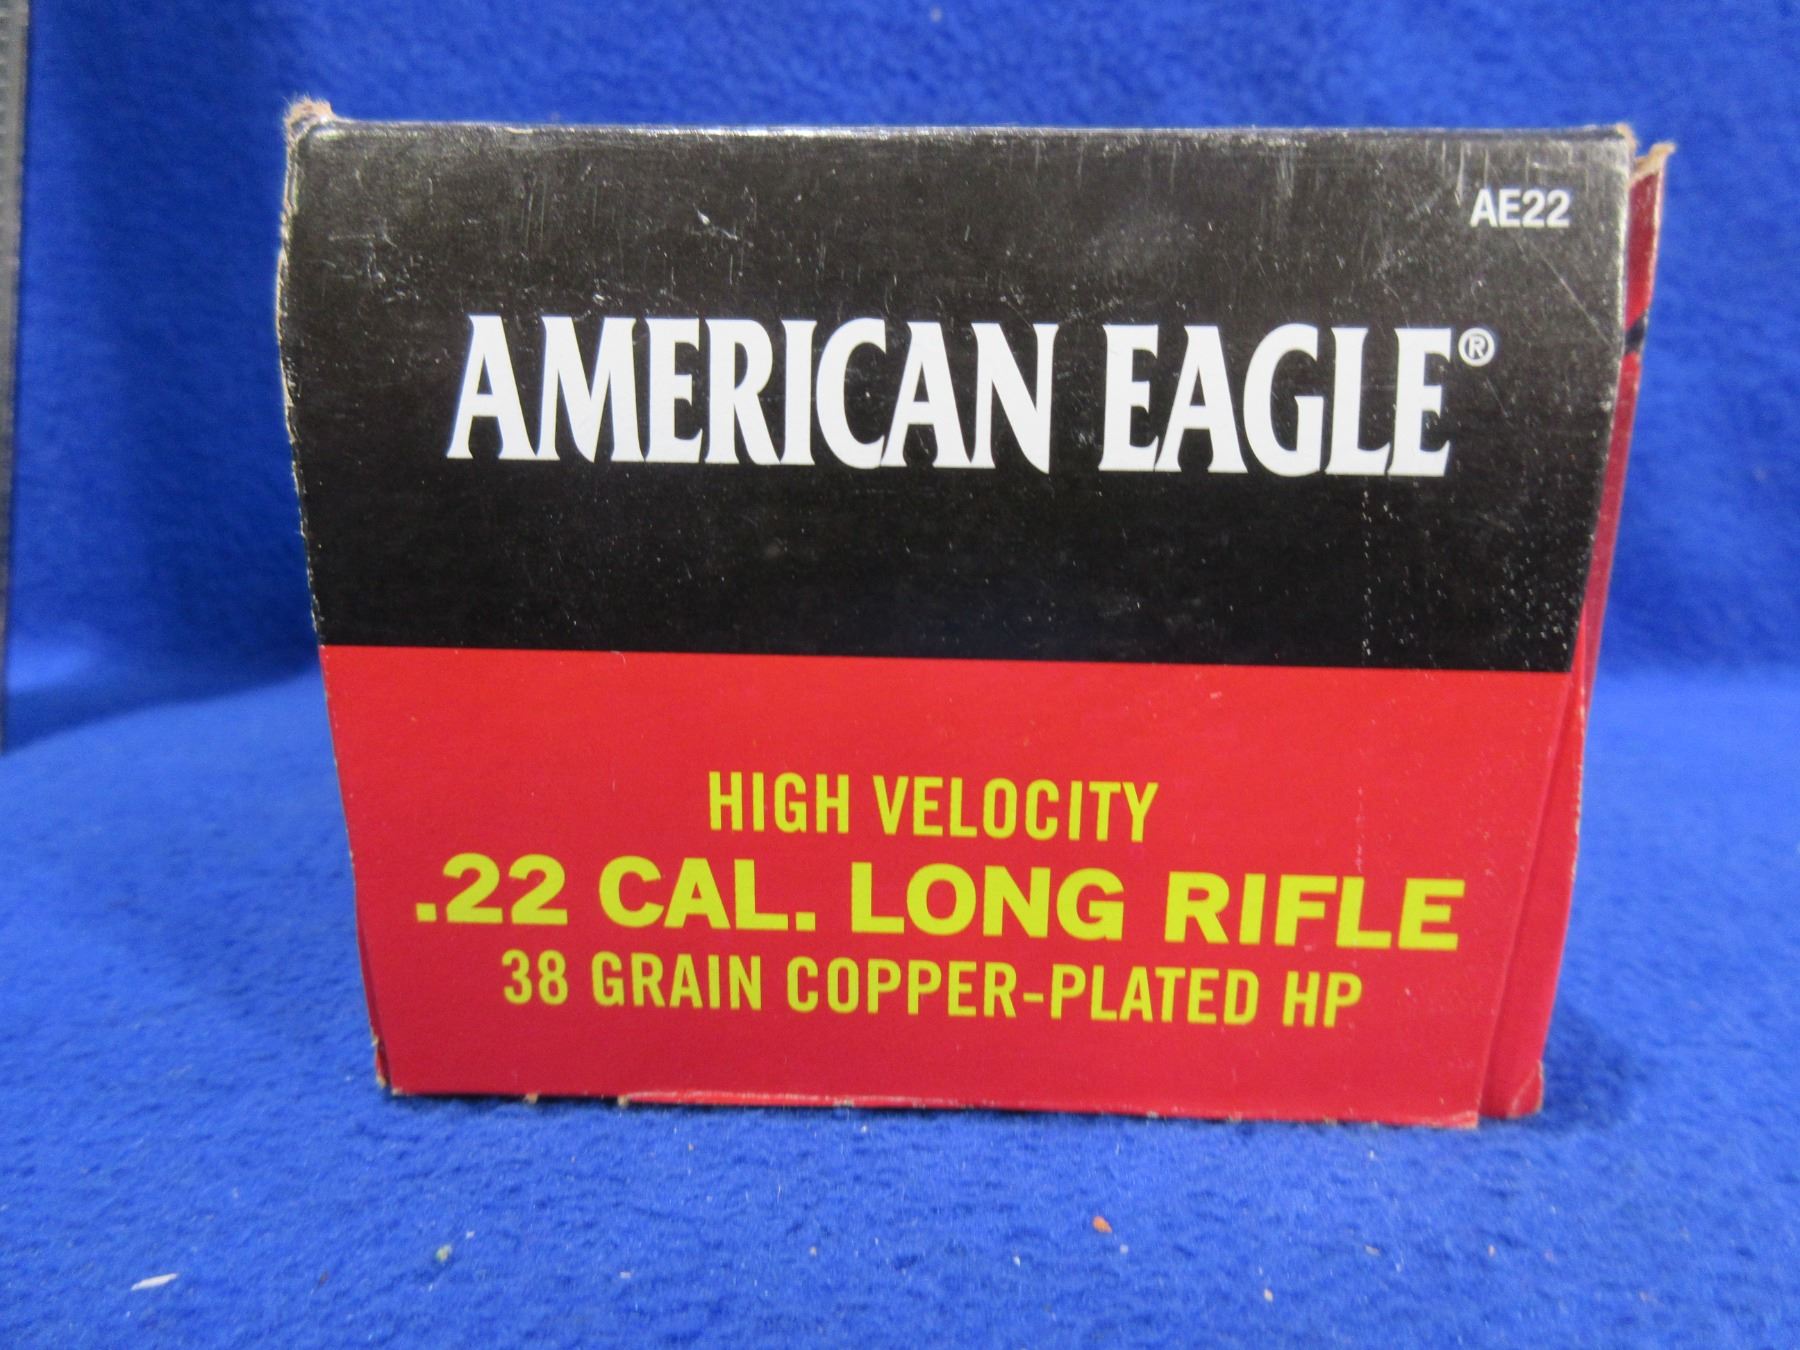 AE22
AMERICAN EAGLE®
HIGH VELOCITY
.22 CAL. LONG RIFLE
38 GRAIN COPPER-PLATED HP